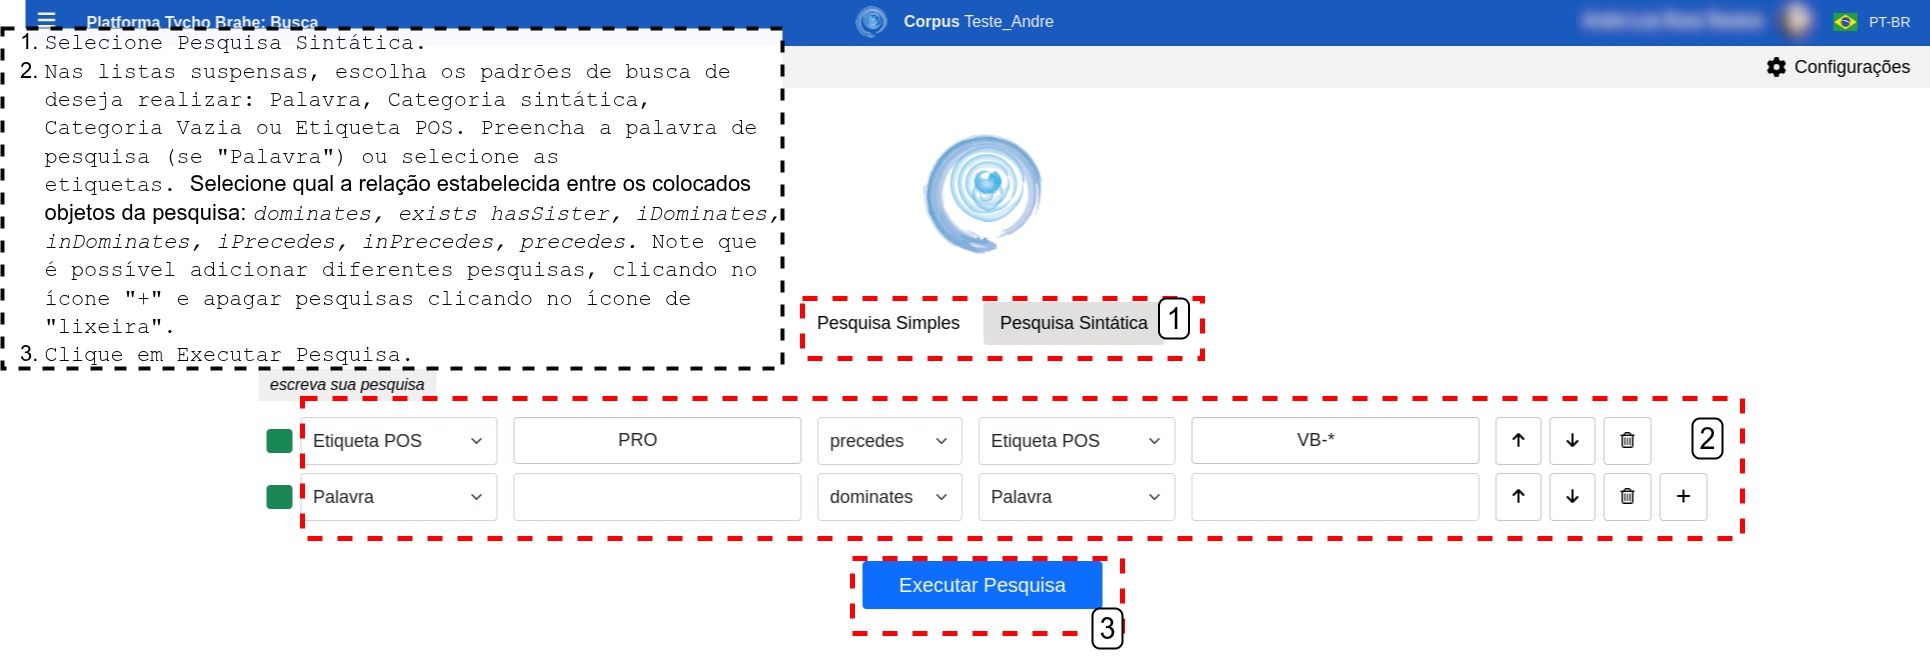 Platforma Tycho Brahe: Busca
Corpus Teste_Andre
PT-BR
Configurações
1. Selecione Pesquisa Sintática.
2. Nas listas suspensas, escolha os padrões de busca de
deseja realizar: Palavra, Categoria sintática,
Categoria Vazia ou Etiqueta POS. Preencha a palavra de
pesquisa (se "Palavra") ou selecione as
etiquetas. Selecione qual a relação estabelecida entre os colocados
objetos da pesquisa: dominates, exists hasSister, iDominates,
inDominates, iPrecedes, inPrecedes, precedes. Note que
é possível adicionar diferentes pesquisas, clicando no
ícone "+" e apagar pesquisas clicando no ícone de
"lixeira".
3. Clique em Executar Pesquisa.
Pesquisa Simples Pesquisa Sintática 1
escreva sua pesquisa
Etiqueta POS PRO precedes Etiqueta POS VB-* 2
Palavra dominates Palavra +
Executar Pesquisa
3